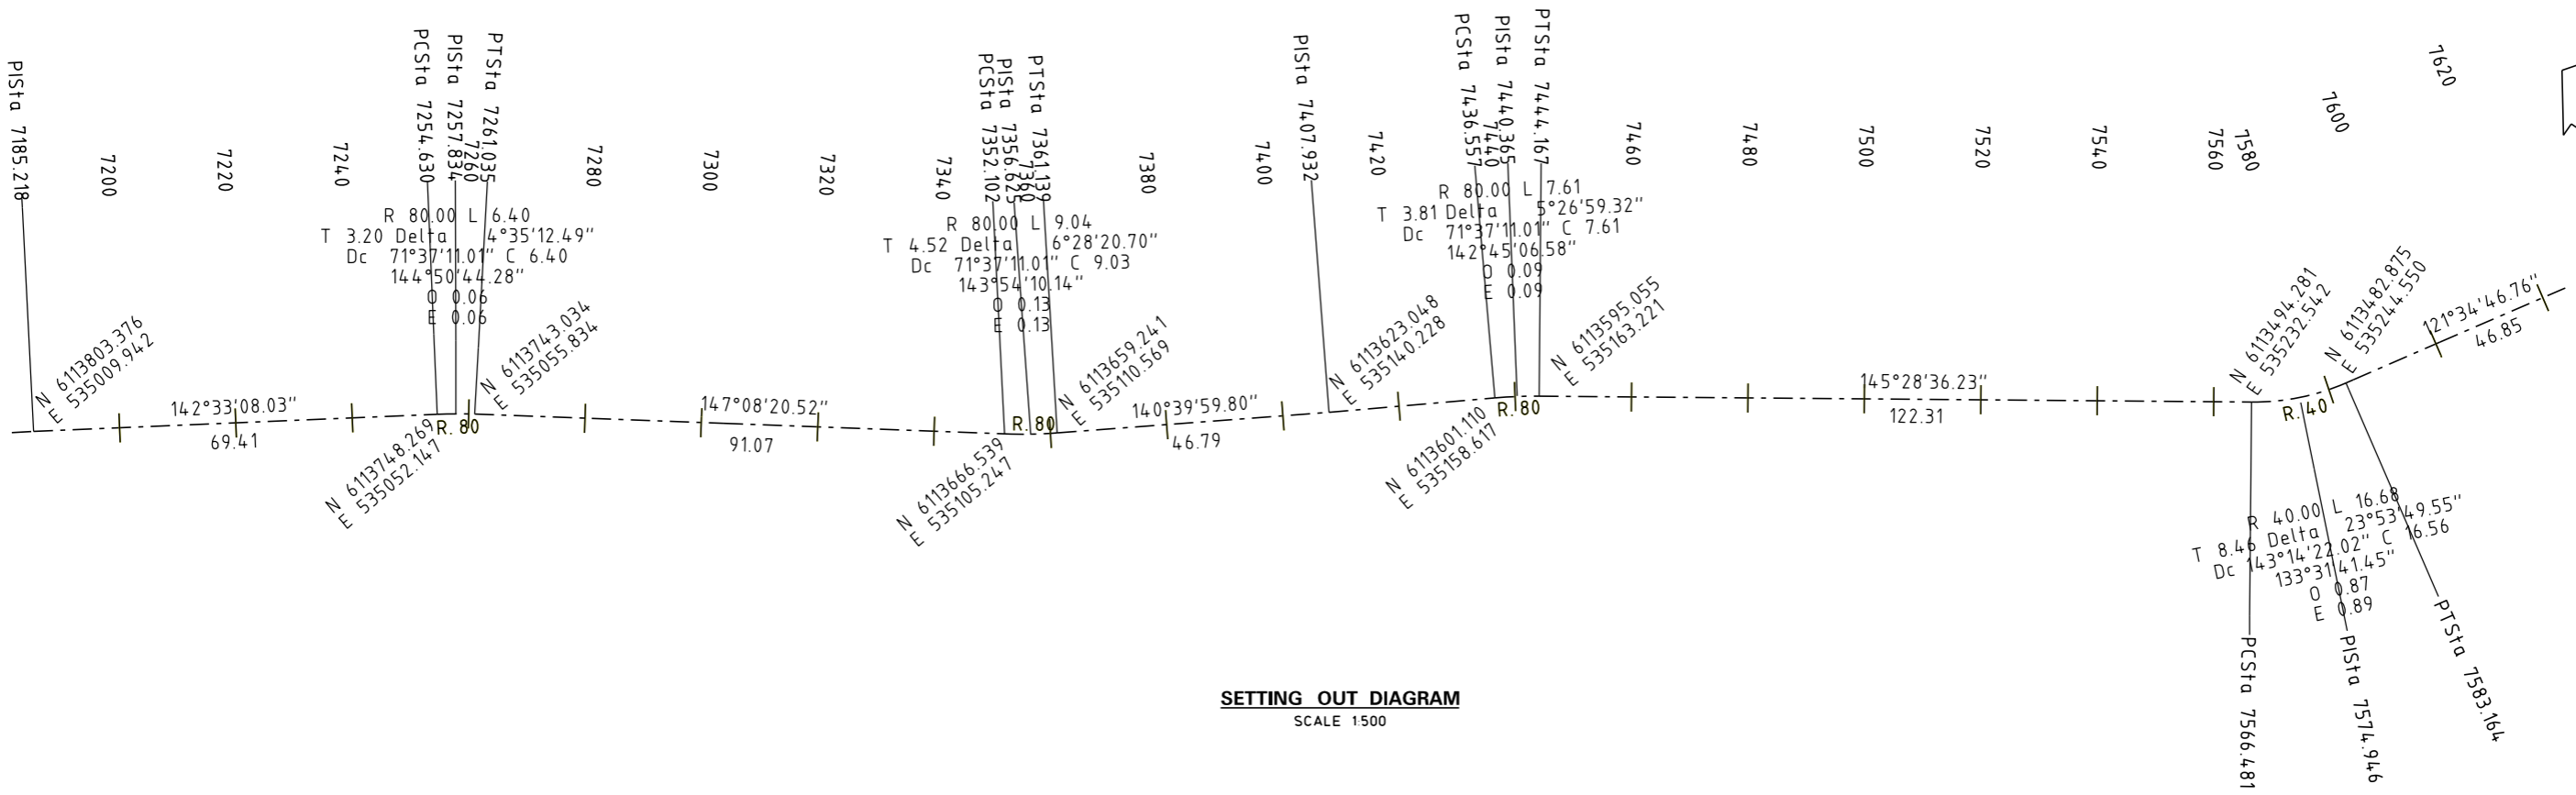 PISta 7185.218
7200
7220
7240
PCSta 7254.630
PISta 7257.834
7260
PTSta 7261.035
7280
7300
7320
7340
PCSta 7352.102
PISta 7356.625
7360
PTSta 7361.139
7380
7400
PISta 7407.932
7420
PCSta 7436.557
7440
PISta 7440.365
PTSta 7444.167
7460
7480
7500
7520
7540
7560
7580
7600
7620
R 80.00 L 6.40
T 3.20 Delta 4°35'12.49"
Dc 71°37'11.01" C 6.40
144°50'44.28"
O 0.06
E 0.06
R 80.00 L 9.04
T 4.52 Delta 6°28'20.70"
Dc 71°37'11.01" C 9.03
143°54'10.14"
O 0.13
E 0.13
R 80.00 L 7.61
T 3.81 Delta 5°26'59.32"
Dc 71°37'11.01" C 7.61
142°45'06.58"
O 0.09
E 0.09
N 6113803.376
E 535009.942
142°33'08.03"
69.41
N 6113748.269
E 535052.147
R. 80
N 6113743.034
E 535055.834
147°08'20.52"
91.07
N 6113666.539
E 535105.247
R. 80
N 6113659.241
E 535110.569
140°39'59.80"
46.79
N 6113623.048
E 535140.228
N 6113601.110
E 535158.617
R. 80
N 6113595.055
E 535163.221
145°28'36.23"
122.31
N 6113494.281
E 535232.542
R. 40
N 6113482.875
E 535244.550
121°34'46.76"
46.85
R 40.00 L 16.68
T 8.46 Delta 23°53'49.55"
Dc 143°14'22.02" C 16.56
133°31'41.45"
O 0.87
E 0.89
PCSta 7566.481
PISta 7574.946
PTSta 7583.164
SETTING OUT DIAGRAM
SCALE 1:500